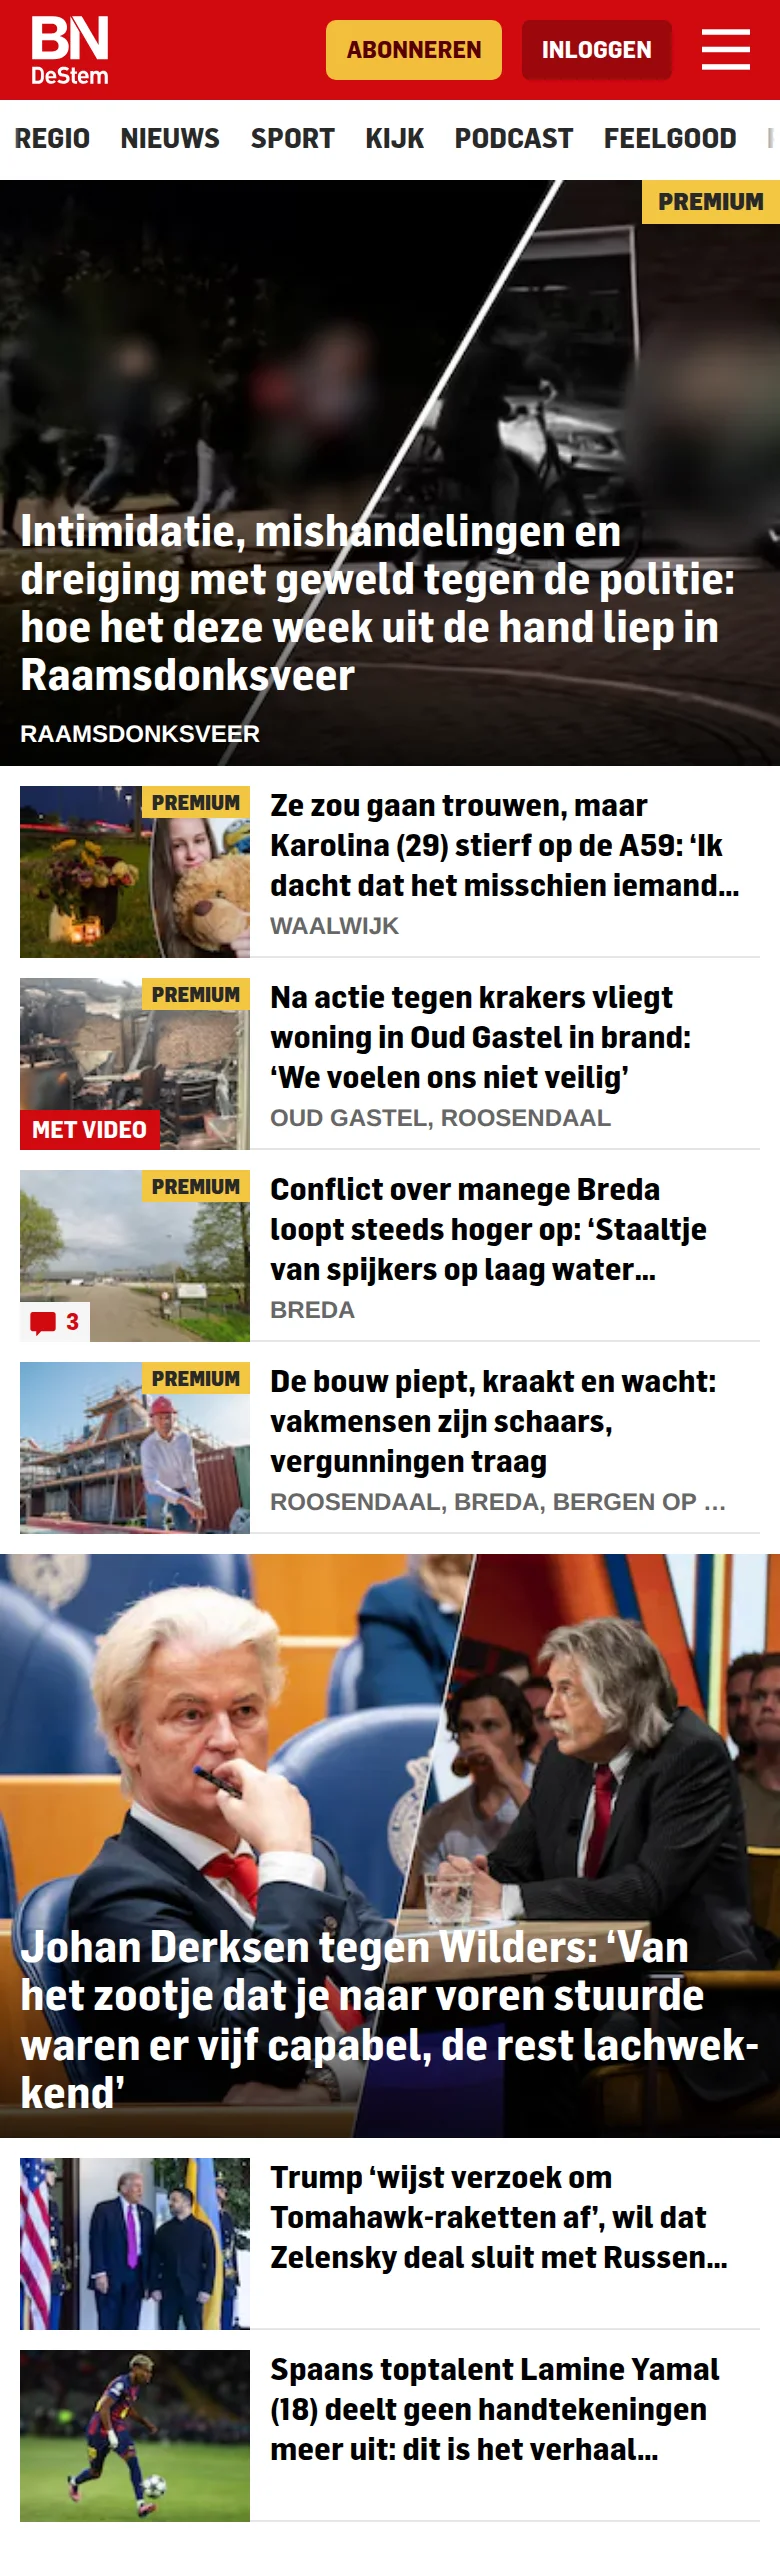 BN
DeStem
ABONNEREN
INLOGGEN
REGIO NIEUWS SPORT KIJK PODCAST FEELGOOD
PREMIUM
Intimidatie, mishandelingen en
dreiging met geweld tegen de politie:
hoe het deze week uit de hand liep in
Raamsdonksveer
RAAMSDONKSVEER
PREMIUM
Ze zou gaan trouwen, maar
Karolina (29) stierf op de A59: ‘Ik
dacht dat het misschien iemand...
WAALWIJK
PREMIUM
MET VIDEO
Na actie tegen krakers vliegt
woning in Oud Gastel in brand:
‘We voelen ons niet veilig’
OUD GASTEL, ROOSENDAAL
PREMIUM
3
Conflict over manege Breda
loopt steeds hoger op: ‘Staaltje
van spijkers op laag water...
BREDA
PREMIUM
De bouw piept, kraakt en wacht:
vakmensen zijn schaars,
vergunningen traag
ROOSENDAAL, BREDA, BERGEN OP ...
Johan Derksen tegen Wilders: ‘Van
het zootje dat je naar voren stuurde
waren er vijf capabel, de rest lachwek-
kend’
Trump ‘wijst verzoek om
Tomahawk-raketten af’, wil dat
Zelensky deal sluit met Russen...
Spaans toptalent Lamine Yamal
(18) deelt geen handtekeningen
meer uit: dit is het verhaal...